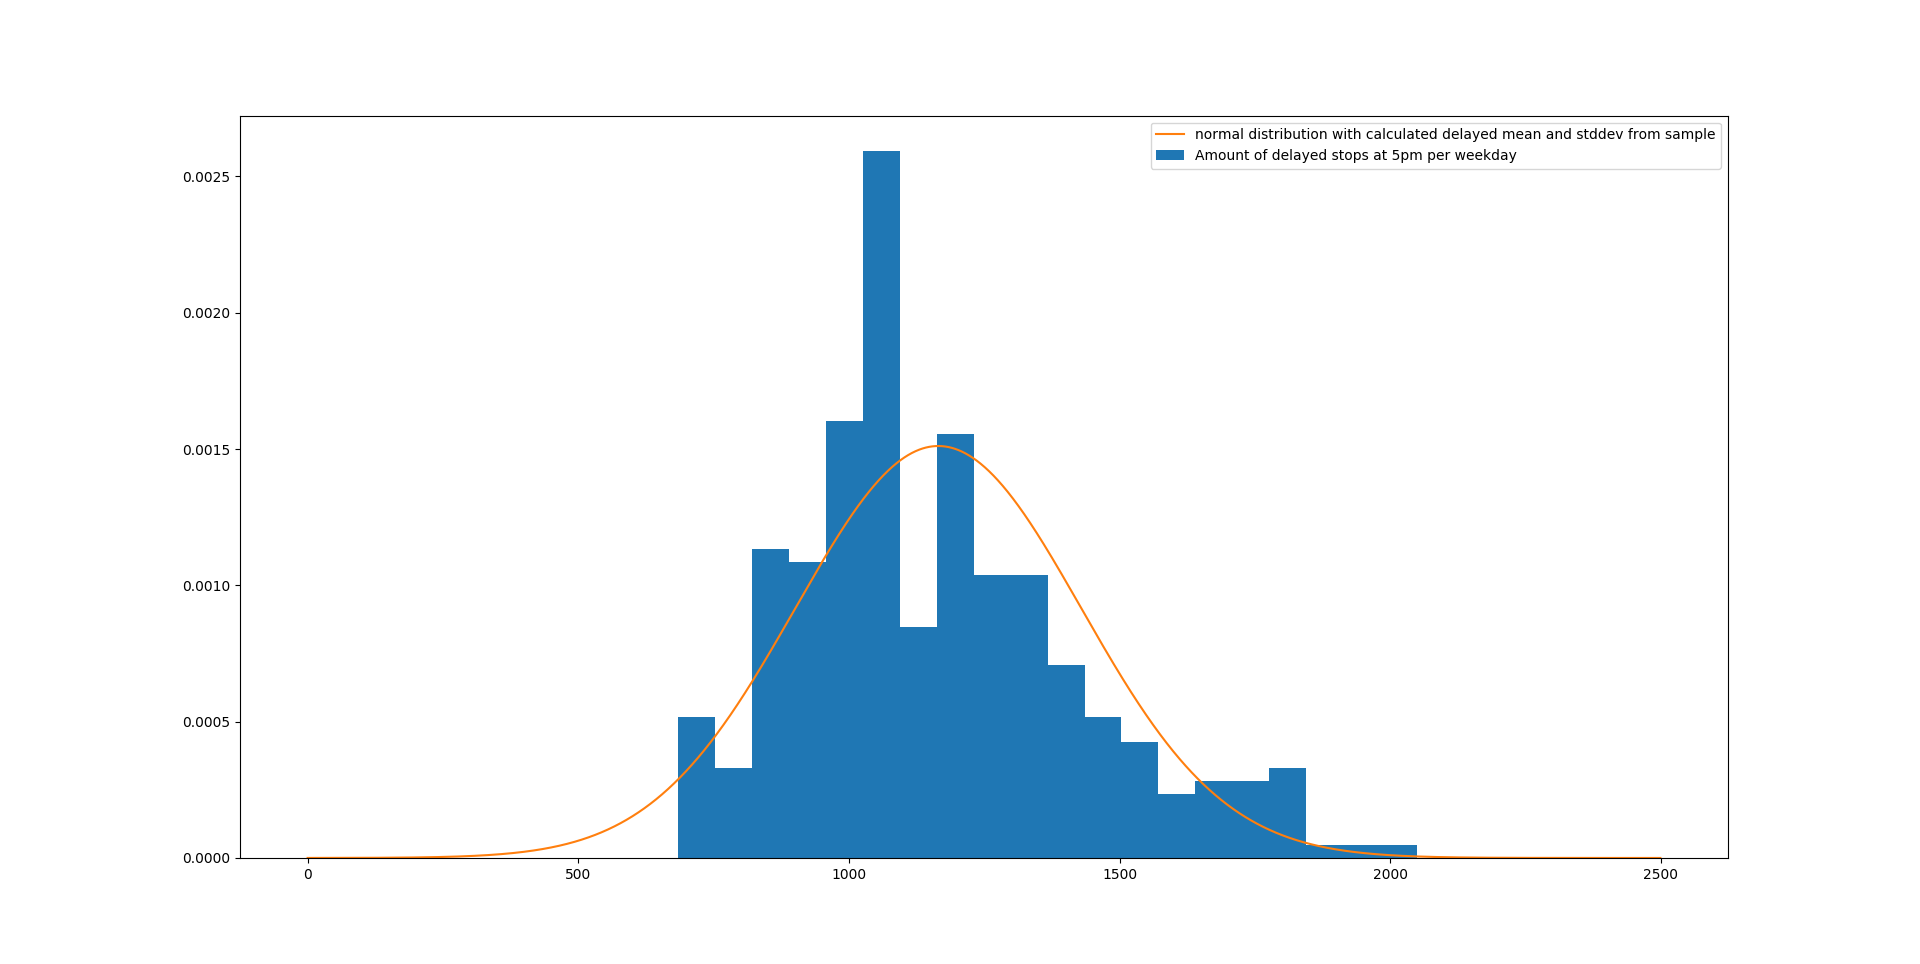 normal distribution with calculated delayed mean and stddev from sample
Amount of delayed stops at 5pm per weekday
0.0025
0.0020
0.0015
0.0010
0.0005
0.0000
0 500 1000 1500 2000 2500